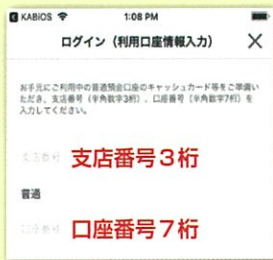 KABIOS 1:08 PM
ログイン（利用口座情報入力） ×
お手元にご利用中の普通預金口座のキャッシュカード等をご準備い
ただき、支店番号（半角数字3桁）、口座番号（半角数字7桁）を
入力してください。
支店番号 支店番号３桁
普通
口座番号 口座番号７桁